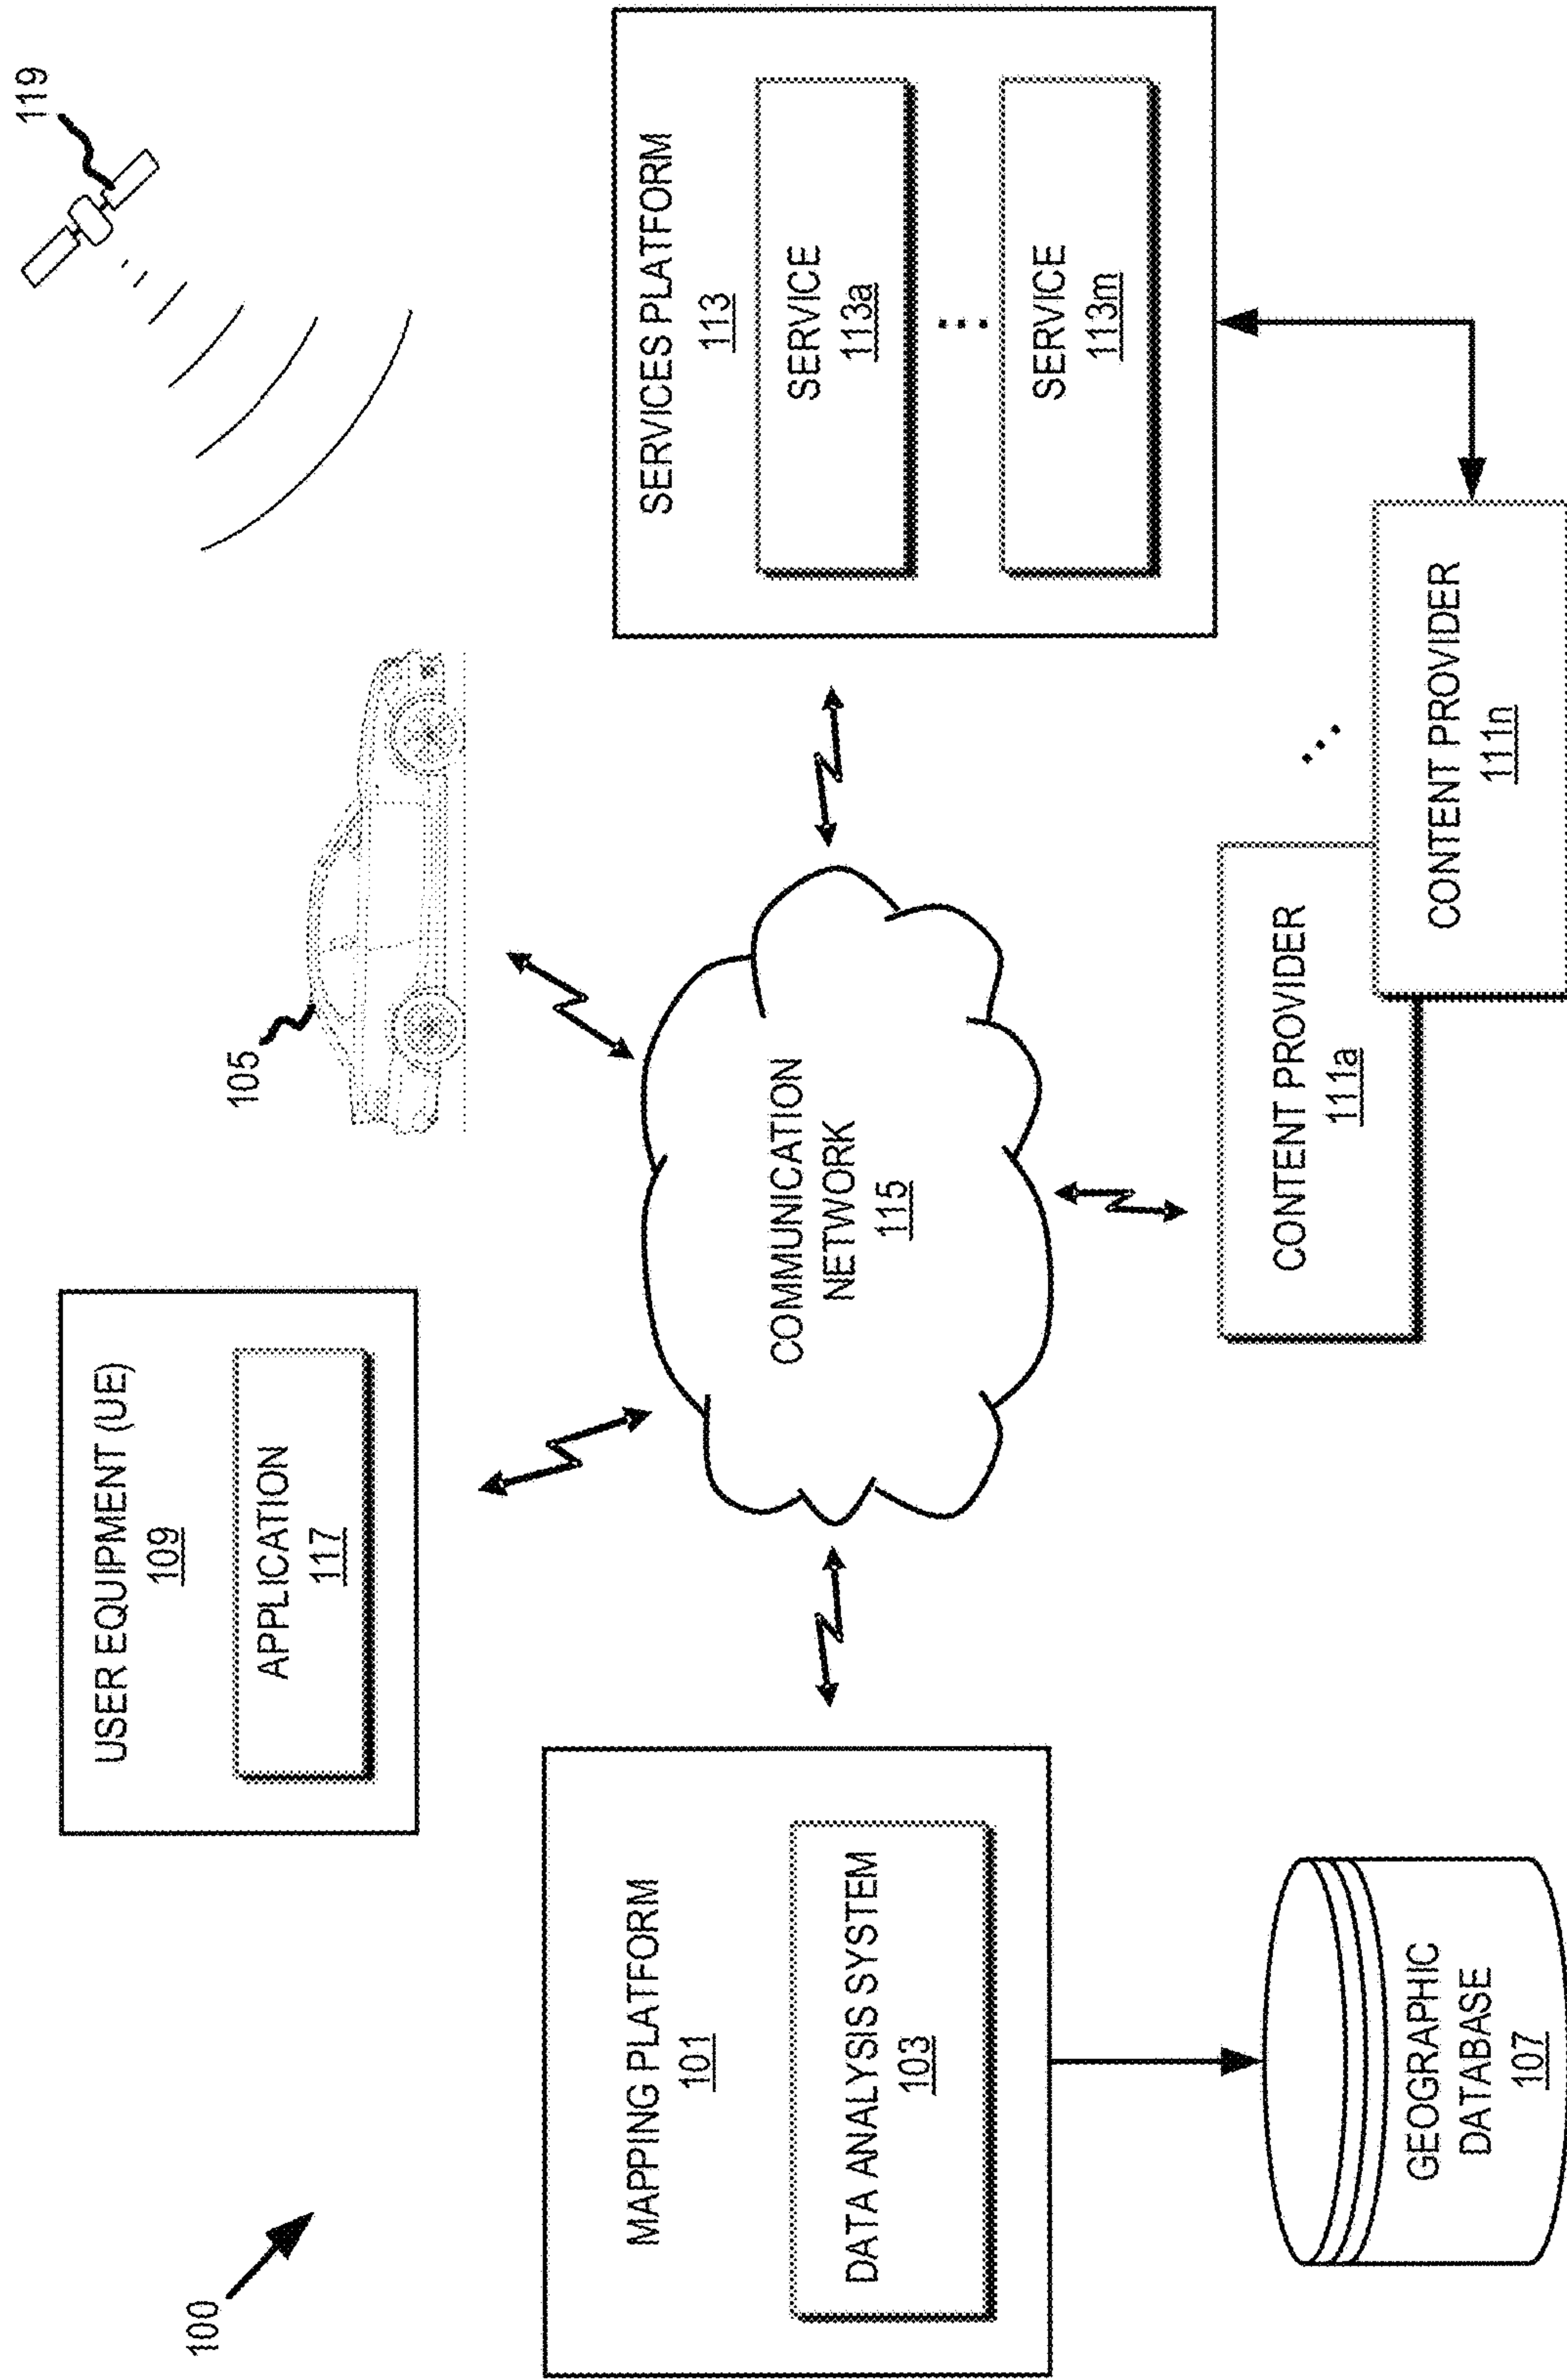 100
USER EQUIPMENT (UE)
109
APPLICATION
117
105
119
MAPPING PLATFORM
101
DATA ANALYSIS SYSTEM
103
COMMUNICATION
NETWORK
115
SERVICES PLATFORM
113
SERVICE
113a
...
SERVICE
113m
GEOGRAPHIC
DATABASE
107
CONTENT PROVIDER
111a
...
CONTENT PROVIDER
111n